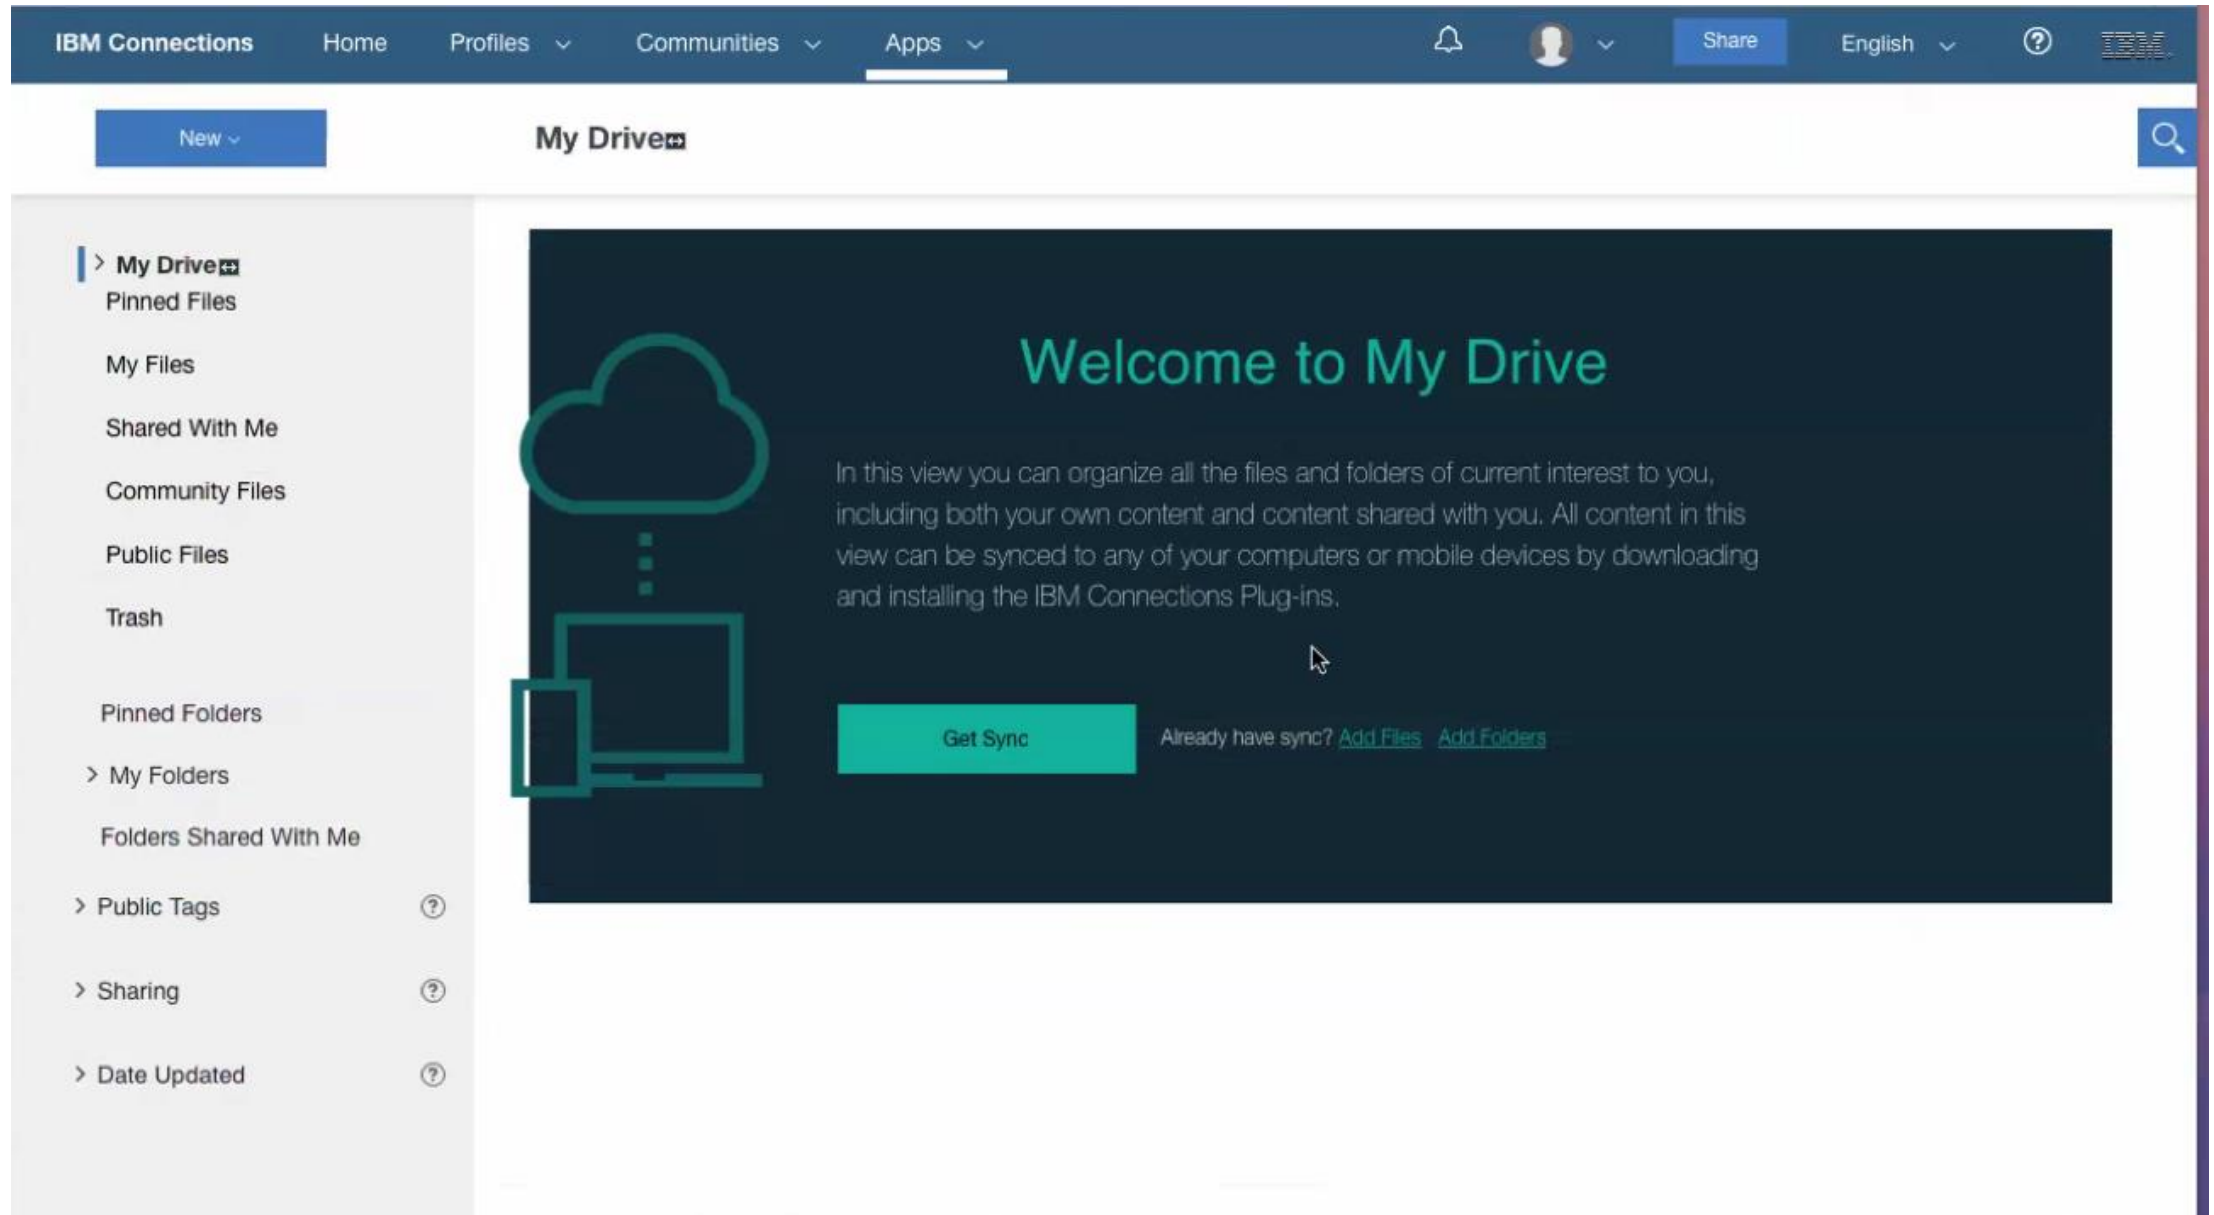 IBM Connections Home Profiles Communities Apps Share English IBM
New My Drive
My Drive
Pinned Files
My Files
Shared With Me
Community Files
Public Files
Trash
Pinned Folders
My Folders
Folders Shared With Me
Public Tags ?
Sharing ?
Date Updated ?
Welcome to My Drive
In this view you can organize all the files and folders of current interest to you,
including both your own content and content shared with you. All content in this
view can be synced to any of your computers or mobile devices by downloading
and installing the IBM Connections Plug-ins.
Get Sync Already have sync? Add Files Add Folders